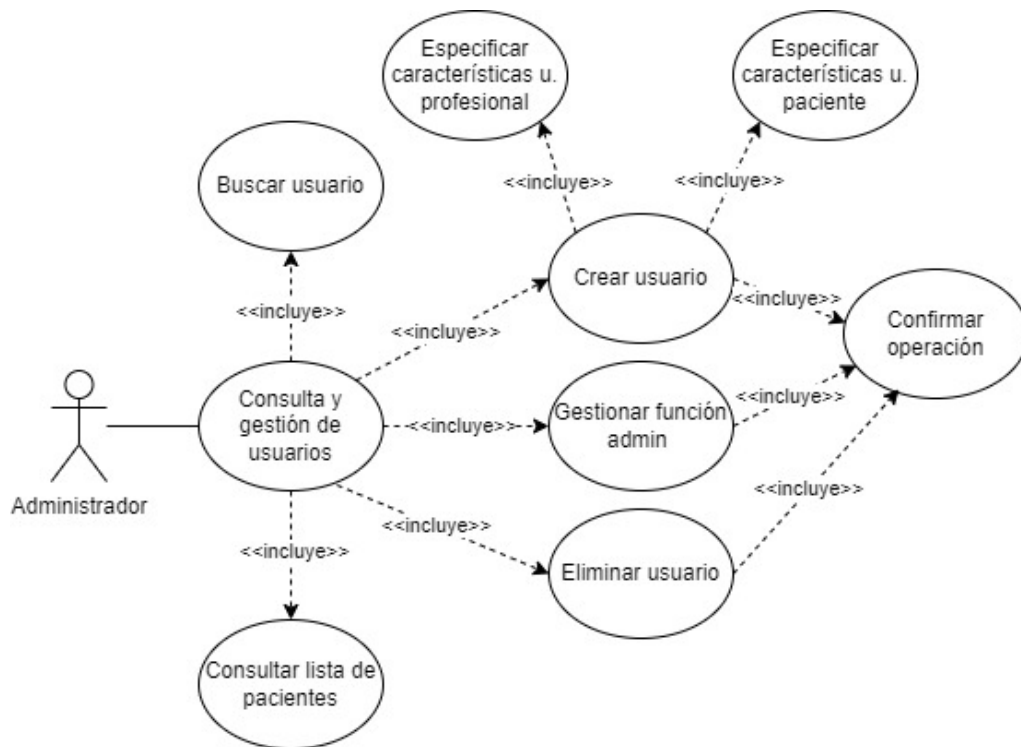 Especificar
características u.
profesional
Especificar
características u.
paciente
Buscar usuario
<<incluye>>
<<incluye>>
Crear usuario
<<incluye>>
<<incluye>>
<<incluye>>
Confirmar
operación
Consulta y
gestión de
usuarios
<<incluye>>
Gestionar función
admin
<<incluye>>
Administrador
<<incluye>>
<<incluye>>
<<incluye>>
Eliminar usuario
Consultar lista de
pacientes